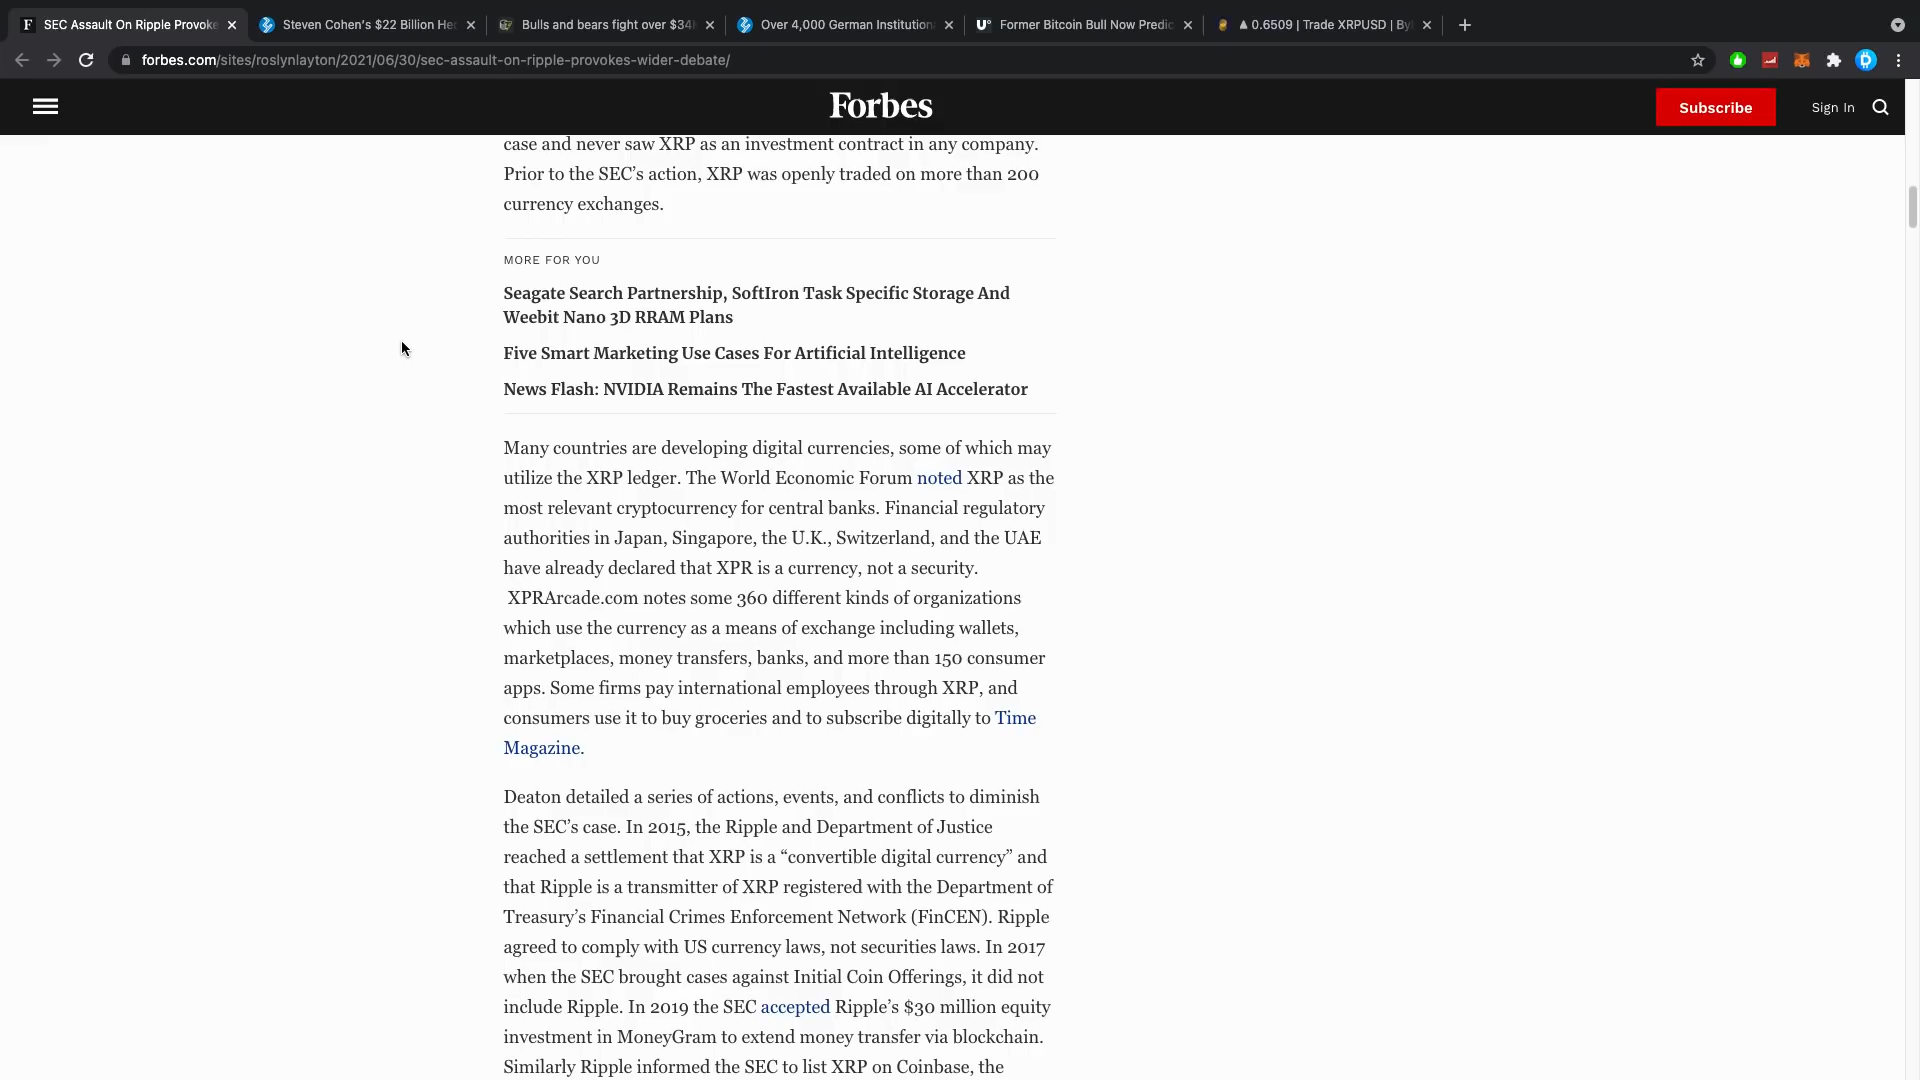 SEC Assault On Ripple Provoke
Steven Cohen's $22 Billion Hed
Bulls and bears fight over $34
Over 4,000 German Institution
Former Bitcoin Bull Now Predic
▲ 0.6509 | Trade XRPUSD | By
forbes.com/sites/roslynlayton/2021/06/30/sec-assault-on-ripple-provokes-wider-debate/
Forbes
Subscribe
Sign In
case and never saw XRP as an investment contract in any company.
Prior to the SEC's action, XRP was openly traded on more than 200
currency exchanges.
MORE FOR YOU
Seagate Search Partnership, SoftIron Task Specific Storage And
Weebit Nano 3D RRAM Plans
Five Smart Marketing Use Cases For Artificial Intelligence
News Flash: NVIDIA Remains The Fastest Available AI Accelerator
Many countries are developing digital currencies, some of which may
utilize the XRP ledger. The World Economic Forum noted XRP as the
most relevant cryptocurrency for central banks. Financial regulatory
authorities in Japan, Singapore, the U.K., Switzerland, and the UAE
have already declared that XPR is a currency, not a security.
XPRArcade.com notes some 360 different kinds of organizations
which use the currency as a means of exchange including wallets,
marketplaces, money transfers, banks, and more than 150 consumer
apps. Some firms pay international employees through XRP, and
consumers use it to buy groceries and to subscribe digitally to Time
Magazine.
Deaton detailed a series of actions, events, and conflicts to diminish
the SEC's case. In 2015, the Ripple and Department of Justice
reached a settlement that XRP is a “convertible digital currency” and
that Ripple is a transmitter of XRP registered with the Department of
Treasury's Financial Crimes Enforcement Network (FinCEN). Ripple
agreed to comply with US currency laws, not securities laws. In 2017
when the SEC brought cases against Initial Coin Offerings, it did not
include Ripple. In 2019 the SEC accepted Ripple's $30 million equity
investment in MoneyGram to extend money transfer via blockchain.
Similarly Ripple informed the SEC to list XRP on Coinbase, the